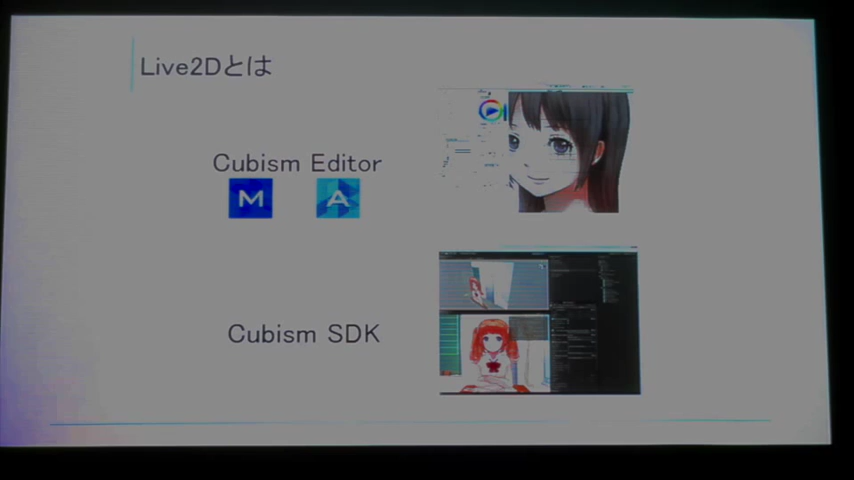 Live2Dとは
Cubism Editor
M
A
Cubism SDK